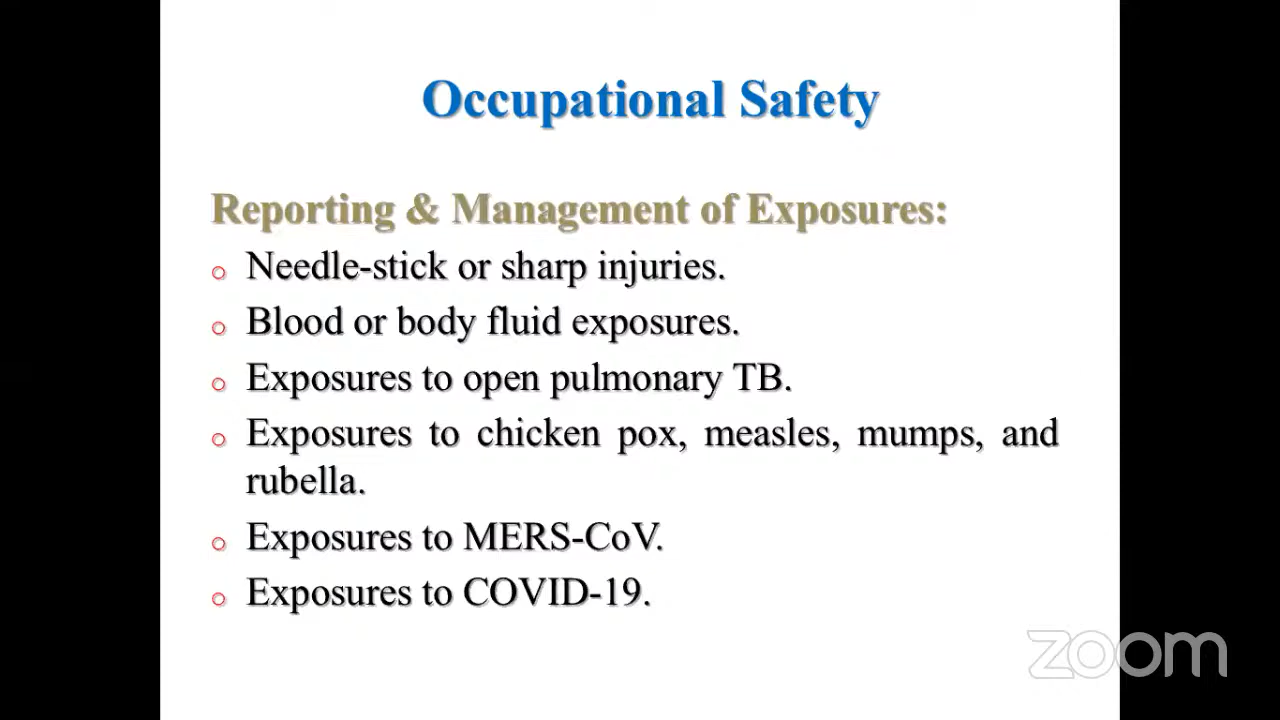 Occupational Safety
Reporting & Management of Exposures:
Needle-stick or sharp injuries.
Blood or body fluid exposures.
Exposures to open pulmonary TB.
Exposures to chicken pox, measles, mumps, and
rubella.
Exposures to MERS-CoV.
Exposures to COVID-19.
zoom